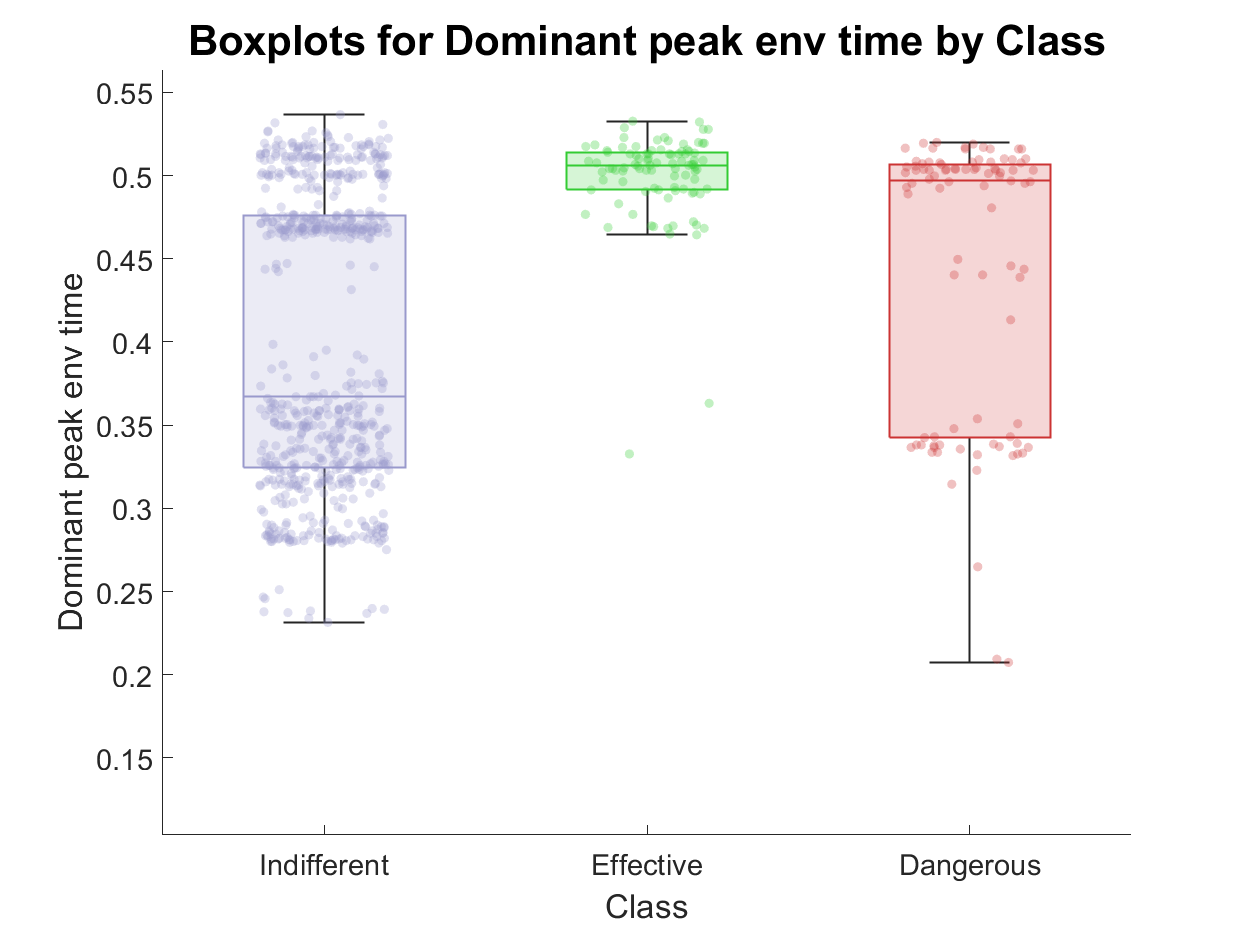 Boxplots for Dominant peak env time by Class
0.55
0.5
0.45
0.4
0.35
0.3
0.25
0.2
0.15
Dominant peak env time
Indifferent
Effective
Dangerous
Class